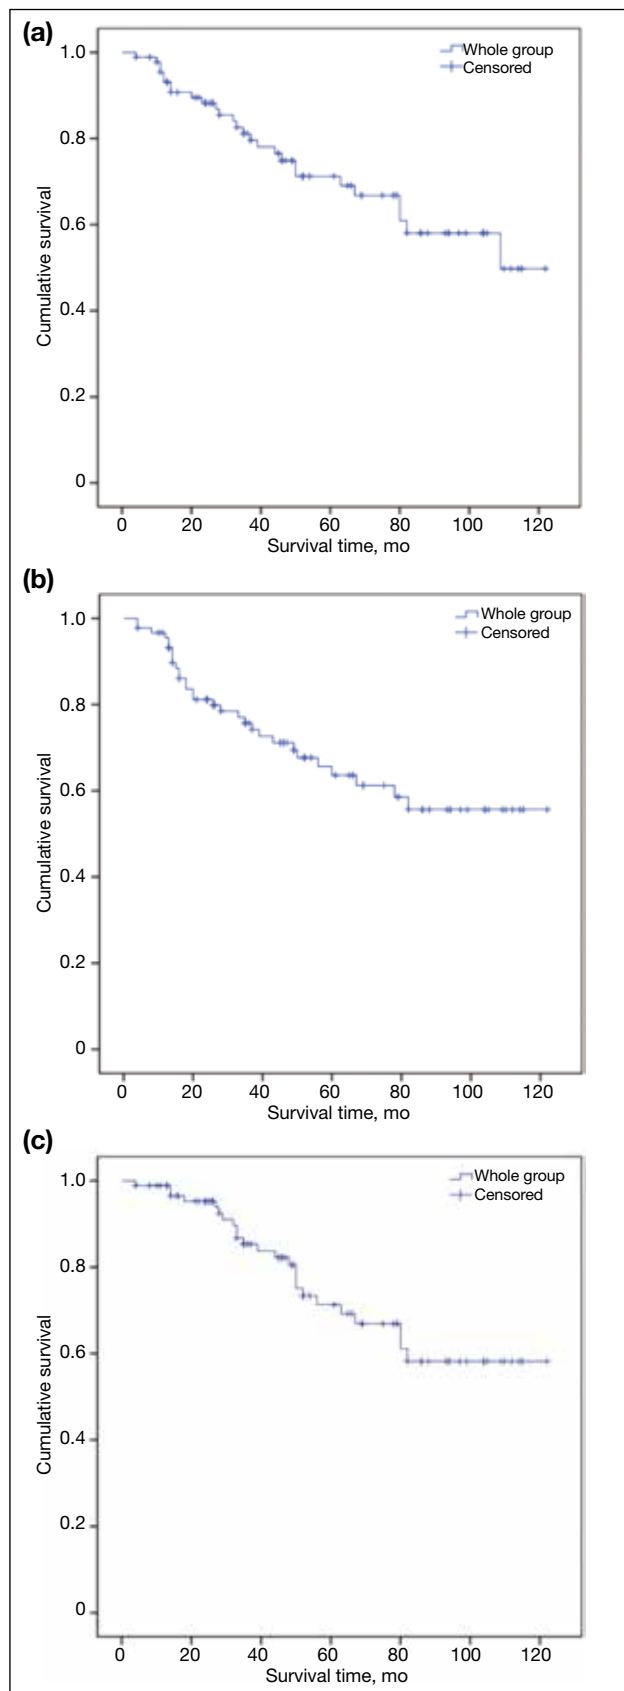 (a)
1.0
Whole group
Censored
0.8
0.6
0.4
0.2
0
Cumulative survival
0 20 40 60 80 100 120
Survival time, mo
(b)
1.0
Whole group
Censored
0.8
0.6
0.4
0.2
0
Cumulative survival
0 20 40 60 80 100 120
Survival time, mo
(c)
1.0
Whole group
Censored
0.8
0.6
0.4
0.2
0
Cumulative survival
0 20 40 60 80 100 120
Survival time, mo